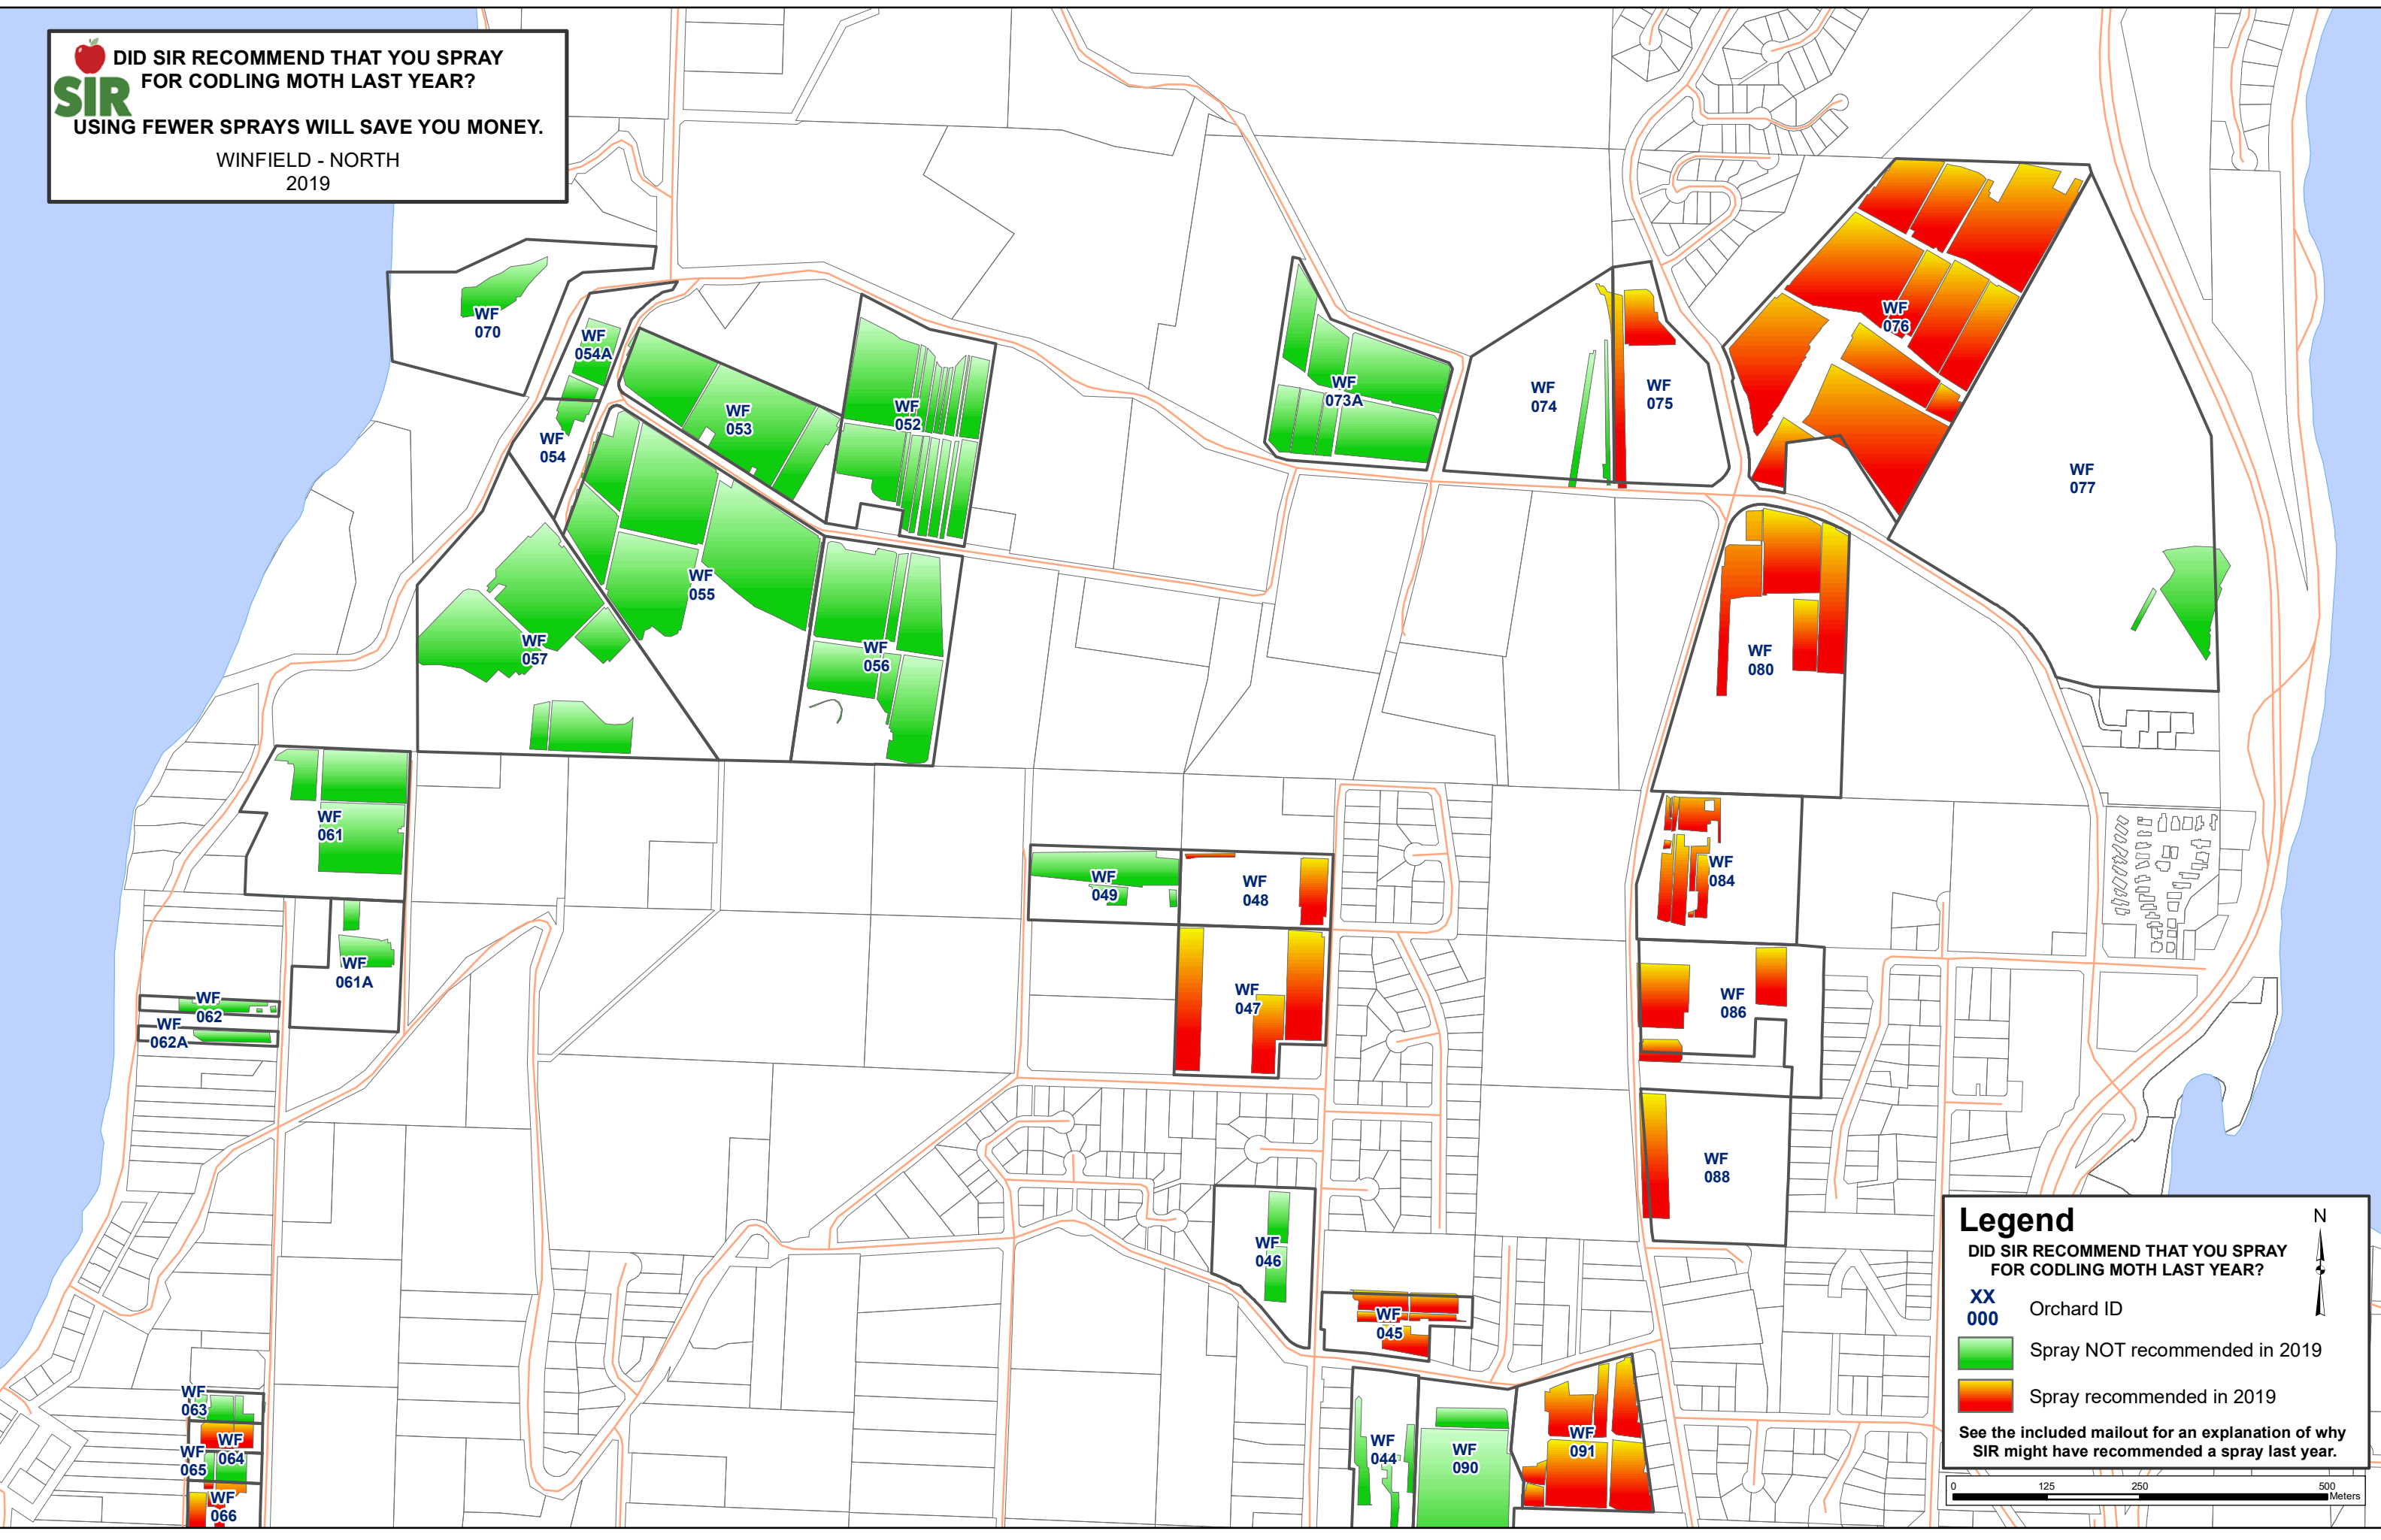 DID SIR RECOMMEND THAT YOU SPRAY
FOR CODLING MOTH LAST YEAR?
SIR
USING FEWER SPRAYS WILL SAVE YOU MONEY.
WINFIELD - NORTH
2019
WF
070
WF
054A
WF
054
WF
053
WF
052
WF
073A
WF
074
WF
075
WF
076
WF
077
WF
055
WF
057
WF
056
WF
080
WF
061
WF
061A
WF
062
WF
062A
WF
049
WF
048
WF
047
WF
084
WF
086
WF
088
WF
046
WF
045
WF
044
WF
090
WF
091
WF
063
WF
064
WF
065
WF
066
Legend
N
DID SIR RECOMMEND THAT YOU SPRAY
FOR CODLING MOTH LAST YEAR?
XX
000
Orchard ID
Spray NOT recommended in 2019
Spray recommended in 2019
See the included mailout for an explanation of why
SIR might have recommended a spray last year.
0 125 250 500
Meters